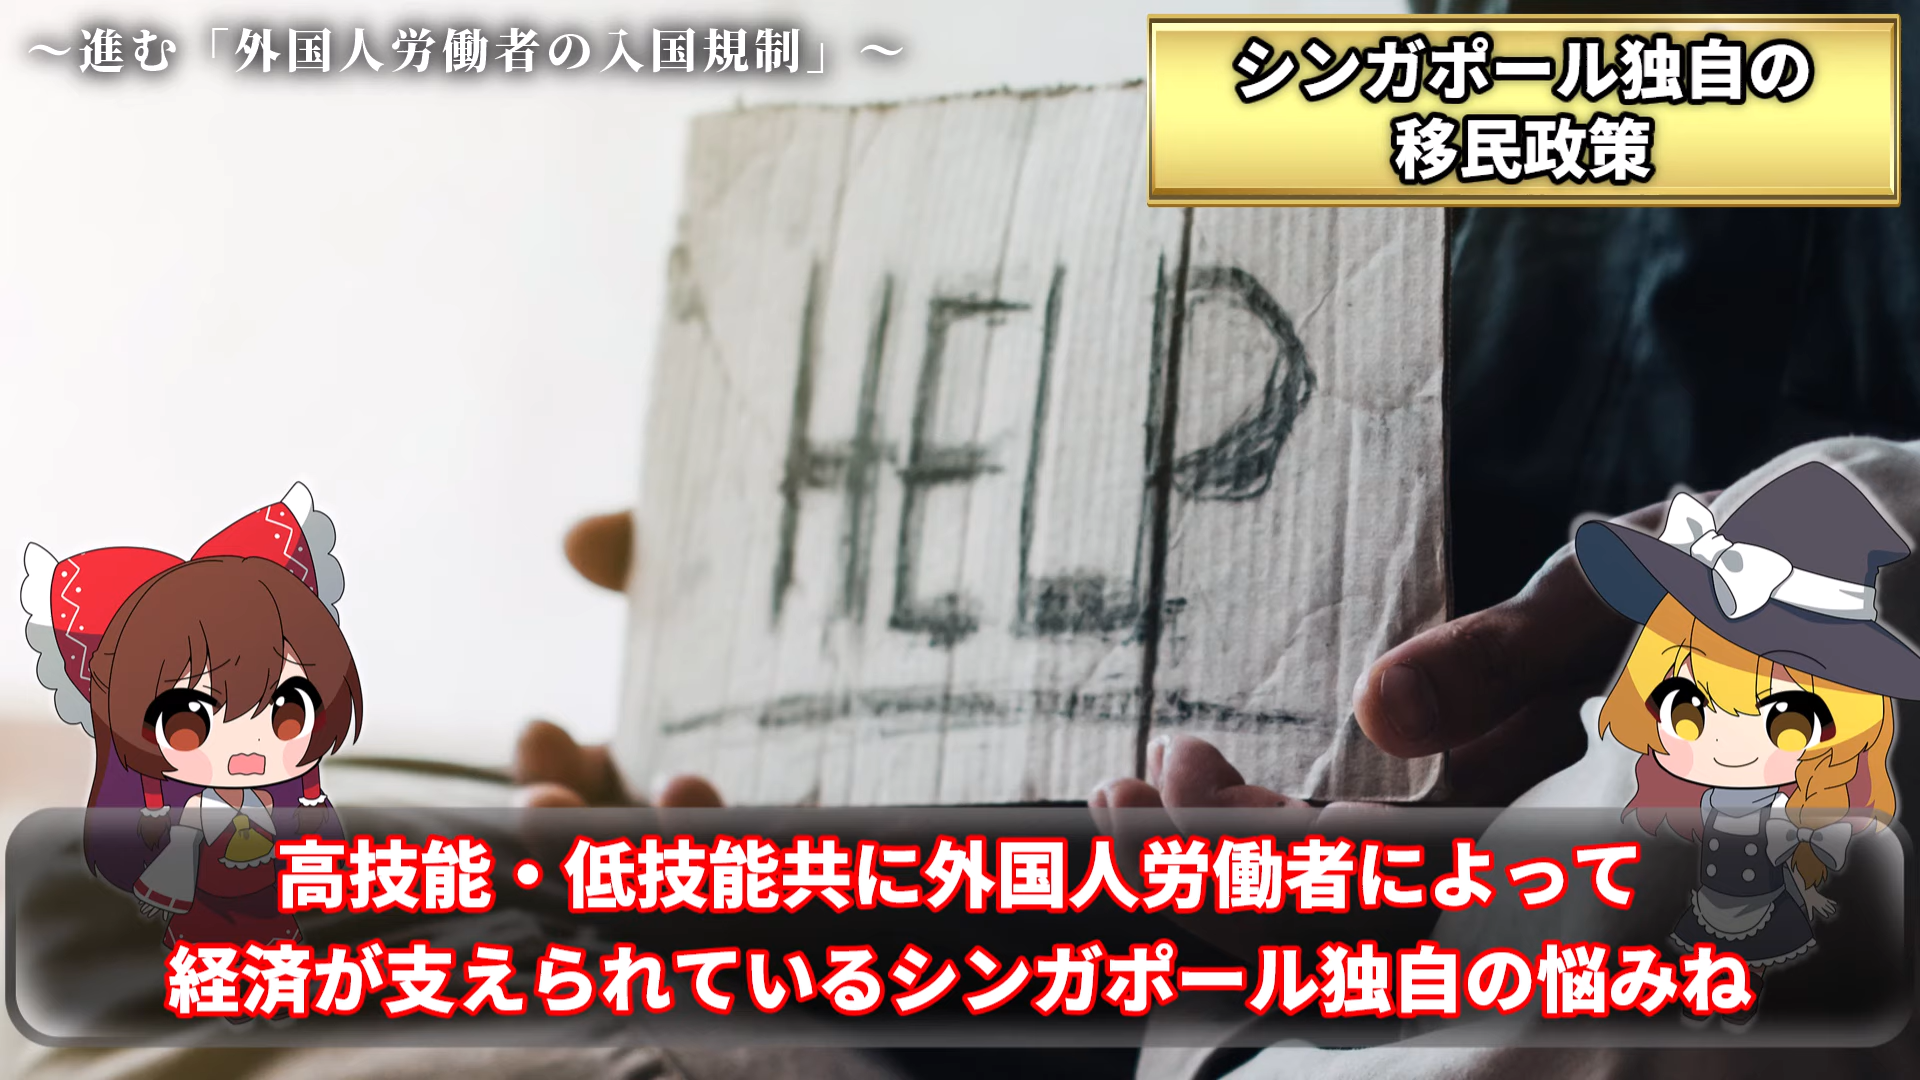 ～進む「外国人労働者の入国規制」～
シンガポール独自の
移民政策
HELP
高技能・低技能共に外国人労働者によって
経済が支えられているシンガポール独自の悩みね